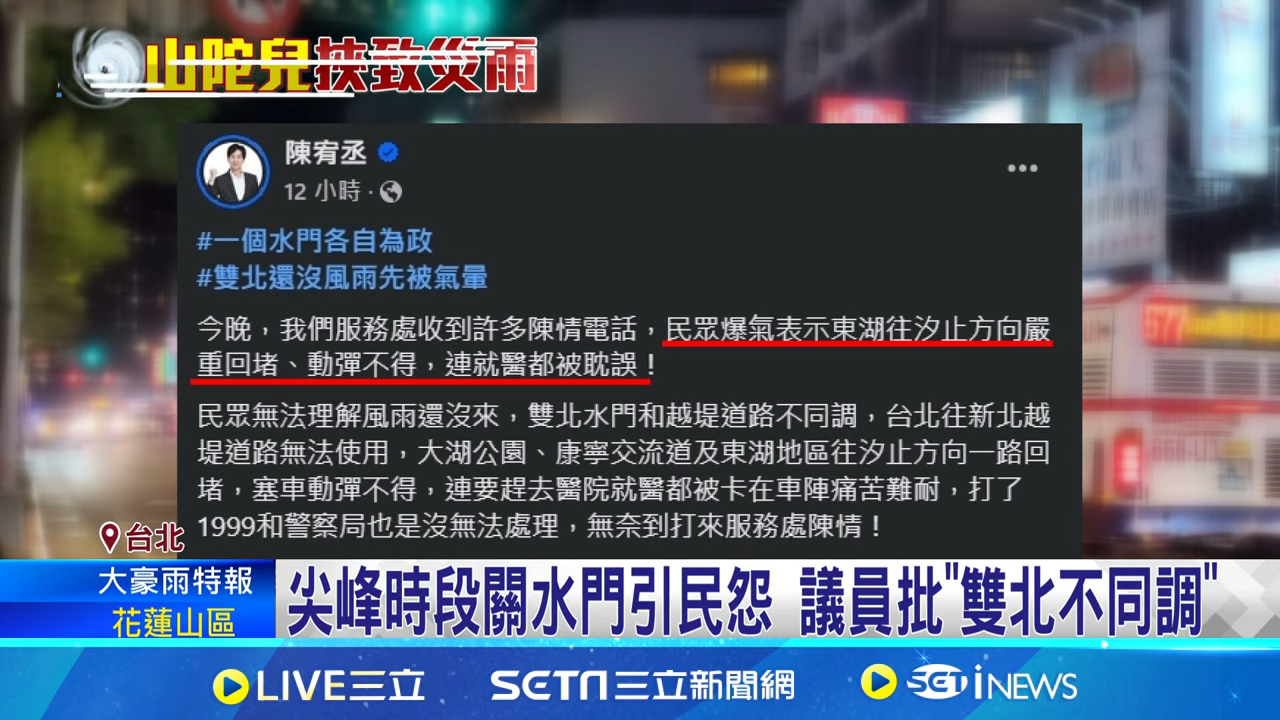 山陀兒挾致災雨
陳宥丞
12 小時
#一個水門各自為政
#雙北還沒風雨先被氣暈
今晚，我們服務處收到許多陳情電話，民眾爆氣表示東湖往汐止方向嚴
重回堵、動彈不得，連就醫都被耽誤！
民眾無法理解風雨還沒來，雙北水門和越堤道路不同調，台北往新北越
堤道路無法使用，大湖公園、康寧交流道及東湖地區往汐止方向一路回
堵，塞車動彈不得，連要趕去醫院就醫都被卡在車陣痛苦難耐，打了
1999和警察局也是沒無法處理，無奈到打來服務處陳情！
台北
大豪雨特報
花蓮山區
尖峰時段關水門引民怨 議員批"雙北不同調"
LIVE三立
SETN三立新聞網
SET iNEWS